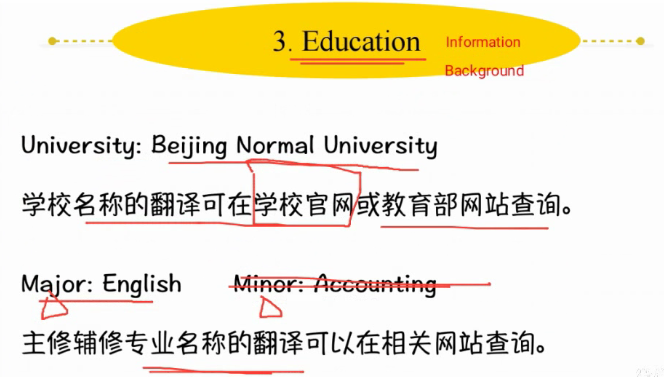 3. Education Information
Background
University: Beijing Normal University
学校名称的翻译可在学校官网或教育部网站查询。
Major: English Minor: Accounting
主修辅修专业名称的翻译可以在相关网站查询。